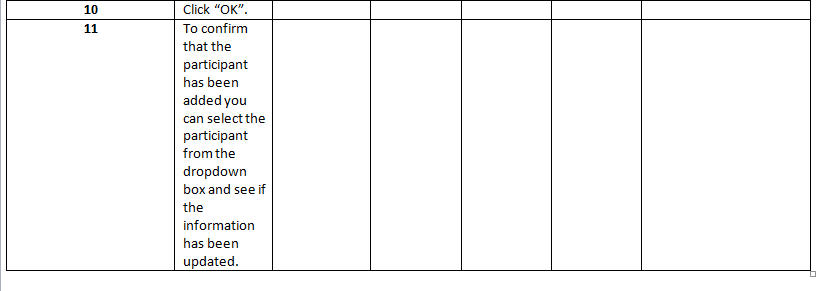 10 Click “OK”.
11 To confirm
that the
participant
has been
added you
can select the
participant
from the
dropdown
box and see if
the
information
has been
updated.